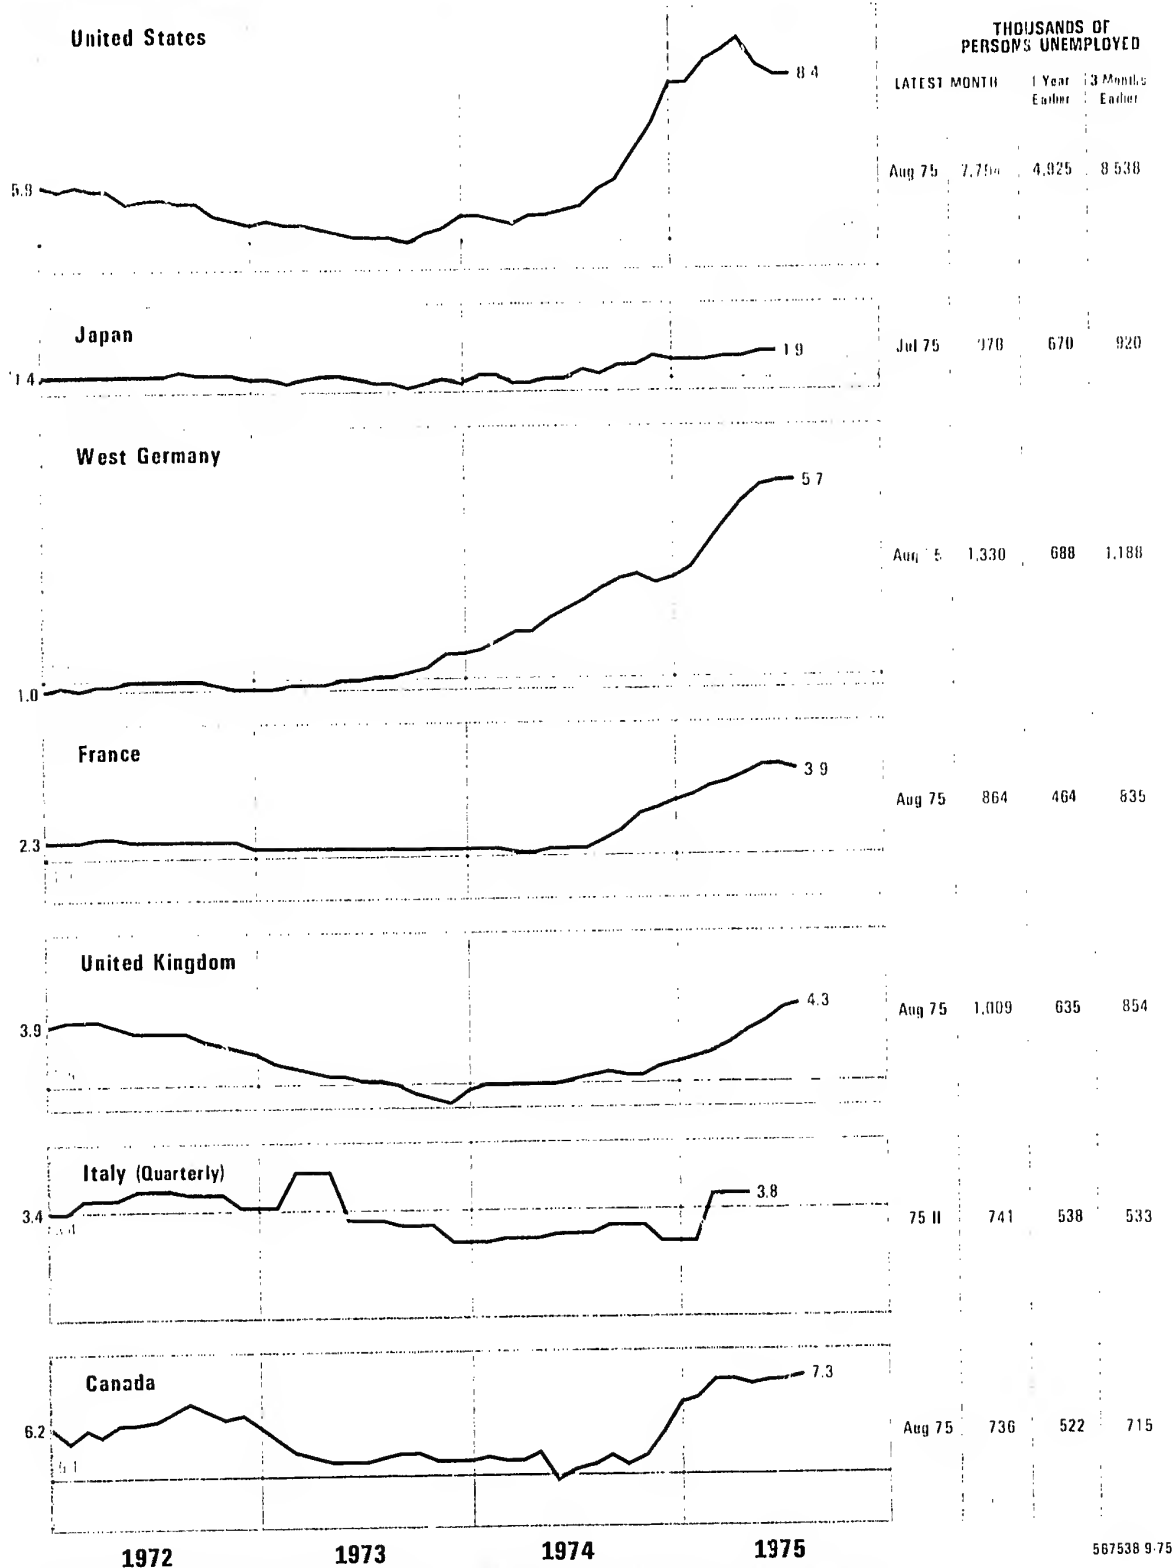 United States
THOUSANDS OF
PERSONS UNEMPLOYED
LATEST MONTH 1 Year 3 Months
Earlier Earlier
8.4
5.9
Aug 75 4,925 8,538
Japan
1.9
1.4
Jul 75 670 920
West Germany
5.7
Aug 1,330 688 1,188
1.0
France
3.9
Aug 75 864 464 835
2.3
United Kingdom
4.3
3.9
Aug 75 1,009 635 854
Italy (Quarterly)
3.8
3.4
75 II 741 538 533
Canada
7.3
6.2
Aug 75 736 522 715
1972 1973 1974 1975
567538 9-75